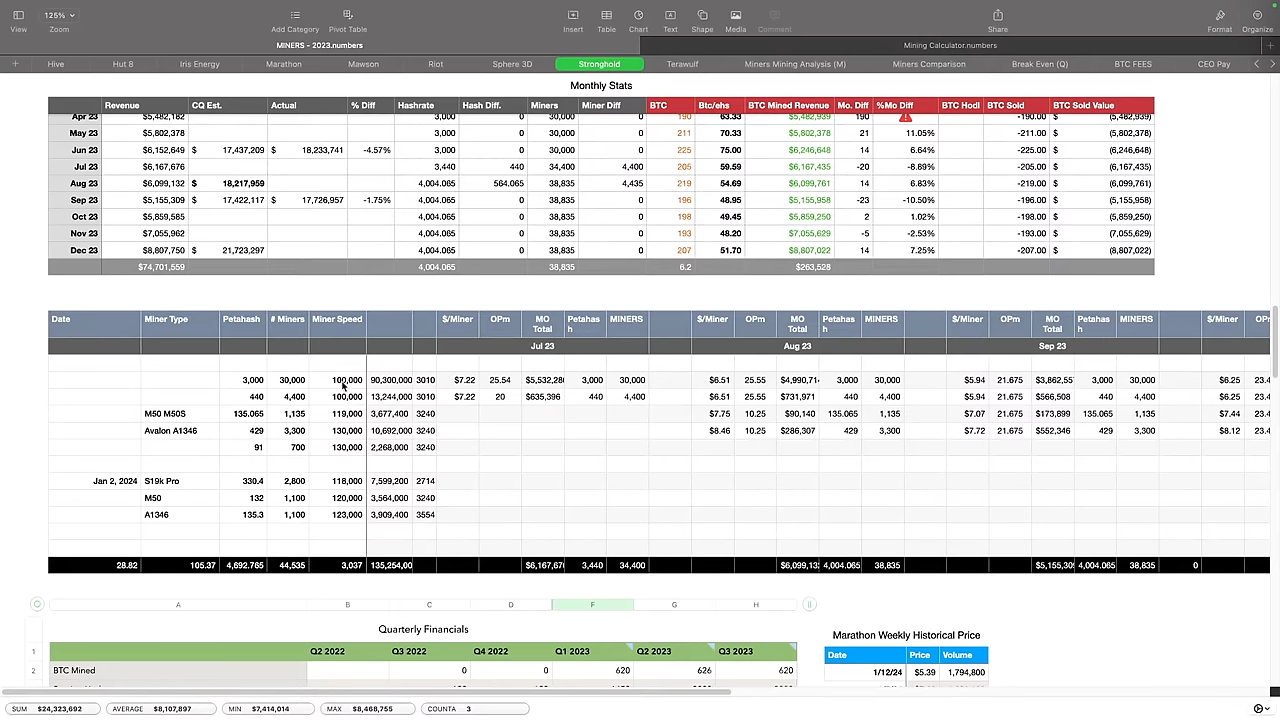 125%
View Zoom Add Category Pivot Table Insert Table Chart Text Shape Media Comment Share Format Organize
MINERS - 2023.numbers Mining Calculator.numbers
Hive Hut 8 Iris Energy Marathon Mawson Riot Sphere 3D Stronghold Terawulf Miners Mining Analysis (M) Miners Comparison Break Even (Q) BTC FEES CEO Pay
Monthly Stats
Revenue CQ Est. Actual % Diff Hashrate Hash Diff. Miners Miner Diff BTC Btc/ehs BTC Mined Revenue Mo. Diff %Mo Diff BTC Hodl BTC Sold BTC Sold Value
Apr 23 $5,482,182 3,000 0 30,000 0 190 63.33 $5,482,939 190 -190.00 $ (5,482,939)
May 23 $5,802,378 3,000 0 30,000 0 211 70.33 $5,802,378 21 11.05% -211.00 $ (5,802,378)
Jun 23 $6,152,649 $ 17,437,209 $ 18,233,741 -4.57% 3,000 0 30,000 0 225 75.00 $6,246,648 14 6.64% -225.00 $ (6,246,648)
Jul 23 $6,167,676 3,440 440 34,400 4,400 205 59.59 $6,167,435 -20 -8.89% -205.00 $ (6,167,435)
Aug 23 $6,099,132 $ 18,217,959 4,004.065 564.065 38,835 4,435 219 54.69 $6,099,761 14 6.83% -219.00 $ (6,099,761)
Sep 23 $5,155,309 $ 17,422,117 $ 17,726,957 -1.75% 4,004.065 0 38,835 0 196 48.95 $5,155,958 -23 -10.50% -196.00 $ (5,155,958)
Oct 23 $5,859,585 4,004.065 0 38,835 0 198 49.45 $5,859,250 2 1.02% -198.00 $ (5,859,250)
Nov 23 $7,055,962 4,004.065 0 38,835 0 193 48.20 $7,055,629 -5 -2.53% -193.00 $ (7,055,629)
Dec 23 $8,807,750 $ 21,723,297 4,004.065 0 38,835 0 207 51.70 $8,807,022 14 7.25% -207.00 $ (8,807,022)
$74,701,559 4,004.065 38,835 6.2 $263,528
Date Miner Type Petahash # Miners Miner Speed $/Miner OPm MO Total Petahash MINERS $/Miner OPm MO Total Petahash MINERS $/Miner OPm MO Total Petahash MINERS $/Miner OPm
Jul 23 Aug 23 Sep 23
3,000 30,000 100,000 90,300,000 3010 $7.22 25.54 $5,532,28 3,000 30,000 $6.51 25.55 $4,990,71 3,000 30,000 $5.94 21.675 $3,862,55 3,000 30,000 $6.25 23.4
440 4,400 100,000 13,244,000 3010 $7.22 20 $635,396 440 4,400 $6.51 25.55 $731,971 440 4,400 $5.94 21.675 $566,508 440 4,400 $6.25 23.4
M50 M50S 135.065 1,135 119,000 3,677,400 3240 $7.75 10.25 $90,140 135.065 1,135 $7.07 21.675 $173,899 135.065 1,135 $7.44 23.4
Avalon A1346 429 3,300 130,000 10,692,000 3240 $8.46 10.25 $286,307 429 3,300 $7.72 21.675 $552,346 429 3,300 $8.12 23.4
91 700 130,000 2,268,000 3240
Jan 2, 2024 S19k Pro 330.4 2,800 118,000 7,599,200 2714
M50 132 1,100 120,000 3,564,000 3240
A1346 135.3 1,100 123,000 3,909,400 3554
28.82 105.37 4,692.765 44,535 3,037 135,254,00 $6,167,67 3,440 34,400 $6,099,13 4,004.065 38,835 $5,155,30 4,004.065 38,835 0
A B C D F G H
Quarterly Financials
1 Q2 2022 Q3 2022 Q4 2022 Q1 2023 Q2 2023 Q3 2023
2 BTC Mined 0 0 620 626 620
Marathon Weekly Historical Price
Date Price Volume
1/12/24 $5.39 1,794,800
SUM $24,323,692 AVERAGE $8,107,897 MIN $7,414,014 MAX $8,468,755 COUNTA 3